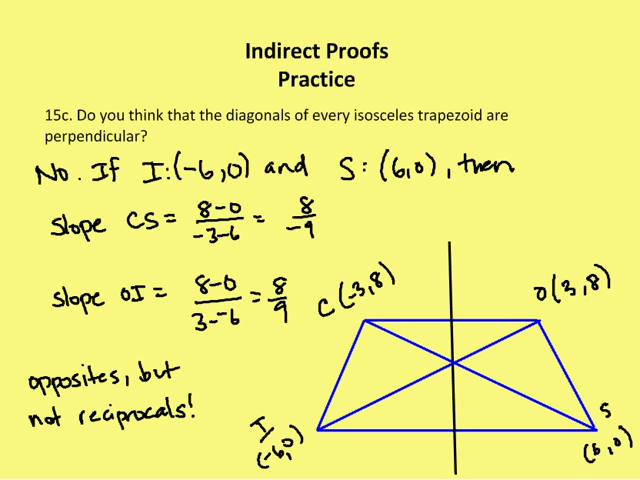 Indirect Proofs
Practice
15c. Do you think that the diagonals of every isosceles trapezoid are
perpendicular?
No. If I:(-6,0) and S:(6,0), then
slope CS = 8-0/-3-6 = 8/-9
slope OI = 8-0/3--6 = 8/9
C(-3,8)
O(3,8)
opposites, but
not reciprocals!
I
(-6,0)
S
(6,0)